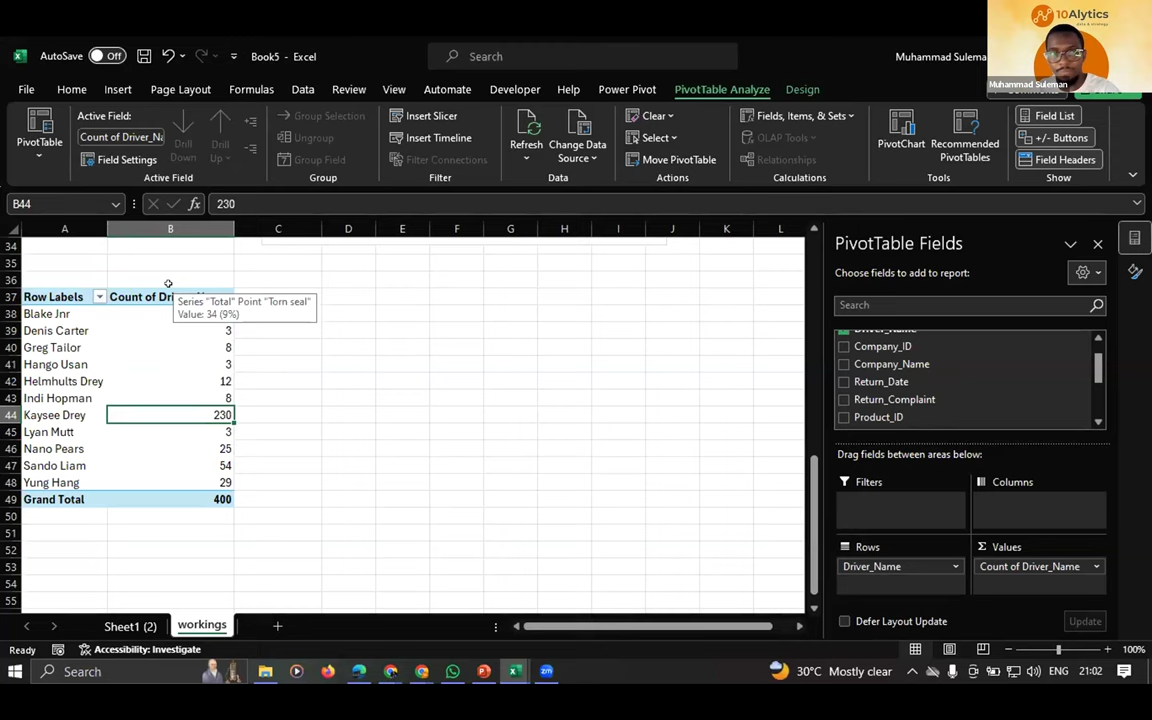 10Alytics
data & strategy
Muhammad Suleman
AutoSave Off Book5 - Excel Search Muhammad Sulema
File Home Insert Page Layout Formulas Data Review View Automate Developer Help Power Pivot PivotTable Analyze Design
PivotTable
Active Field:
Count of Driver_Na
Field Settings
Drill Down
Drill Up
Active Field
Group Selection
Ungroup
Group Field
Group
Insert Slicer
Insert Timeline
Filter Connections
Filter
Refresh
Change Data Source
Data
Clear
Select
Move PivotTable
Actions
Fields, Items, & Sets
OLAP Tools
Relationships
Calculations
PivotChart
Recommended PivotTables
Tools
Field List
+/- Buttons
Field Headers
Show
B44 fx 230
A B C D E F G H I J K L
34
35
36
37 Row Labels Count of Dri
38 Blake Jnr
39 Denis Carter 3
40 Greg Tailor 8
41 Hango Usan 3
42 Helmhults Drey 12
43 Indi Hopman 8
44 Kaysee Drey 230
45 Lyan Mutt 3
46 Nano Pears 25
47 Sando Liam 54
48 Yung Hang 29
49 Grand Total 400
50
51
52
53
54
55
Series "Total" Point "Torn seal"
Value: 34 (9%)
PivotTable Fields
Choose fields to add to report:
Search
Driver_Name
Company_ID
Company_Name
Return_Date
Return_Complaint
Product_ID
Drag fields between areas below:
Filters Columns
Rows Values
Driver_Name Count of Driver_Name
Defer Layout Update Update
Sheet1 (2) workings
Ready Accessibility: Investigate 100%
Search 30°C Mostly clear ENG 21:02